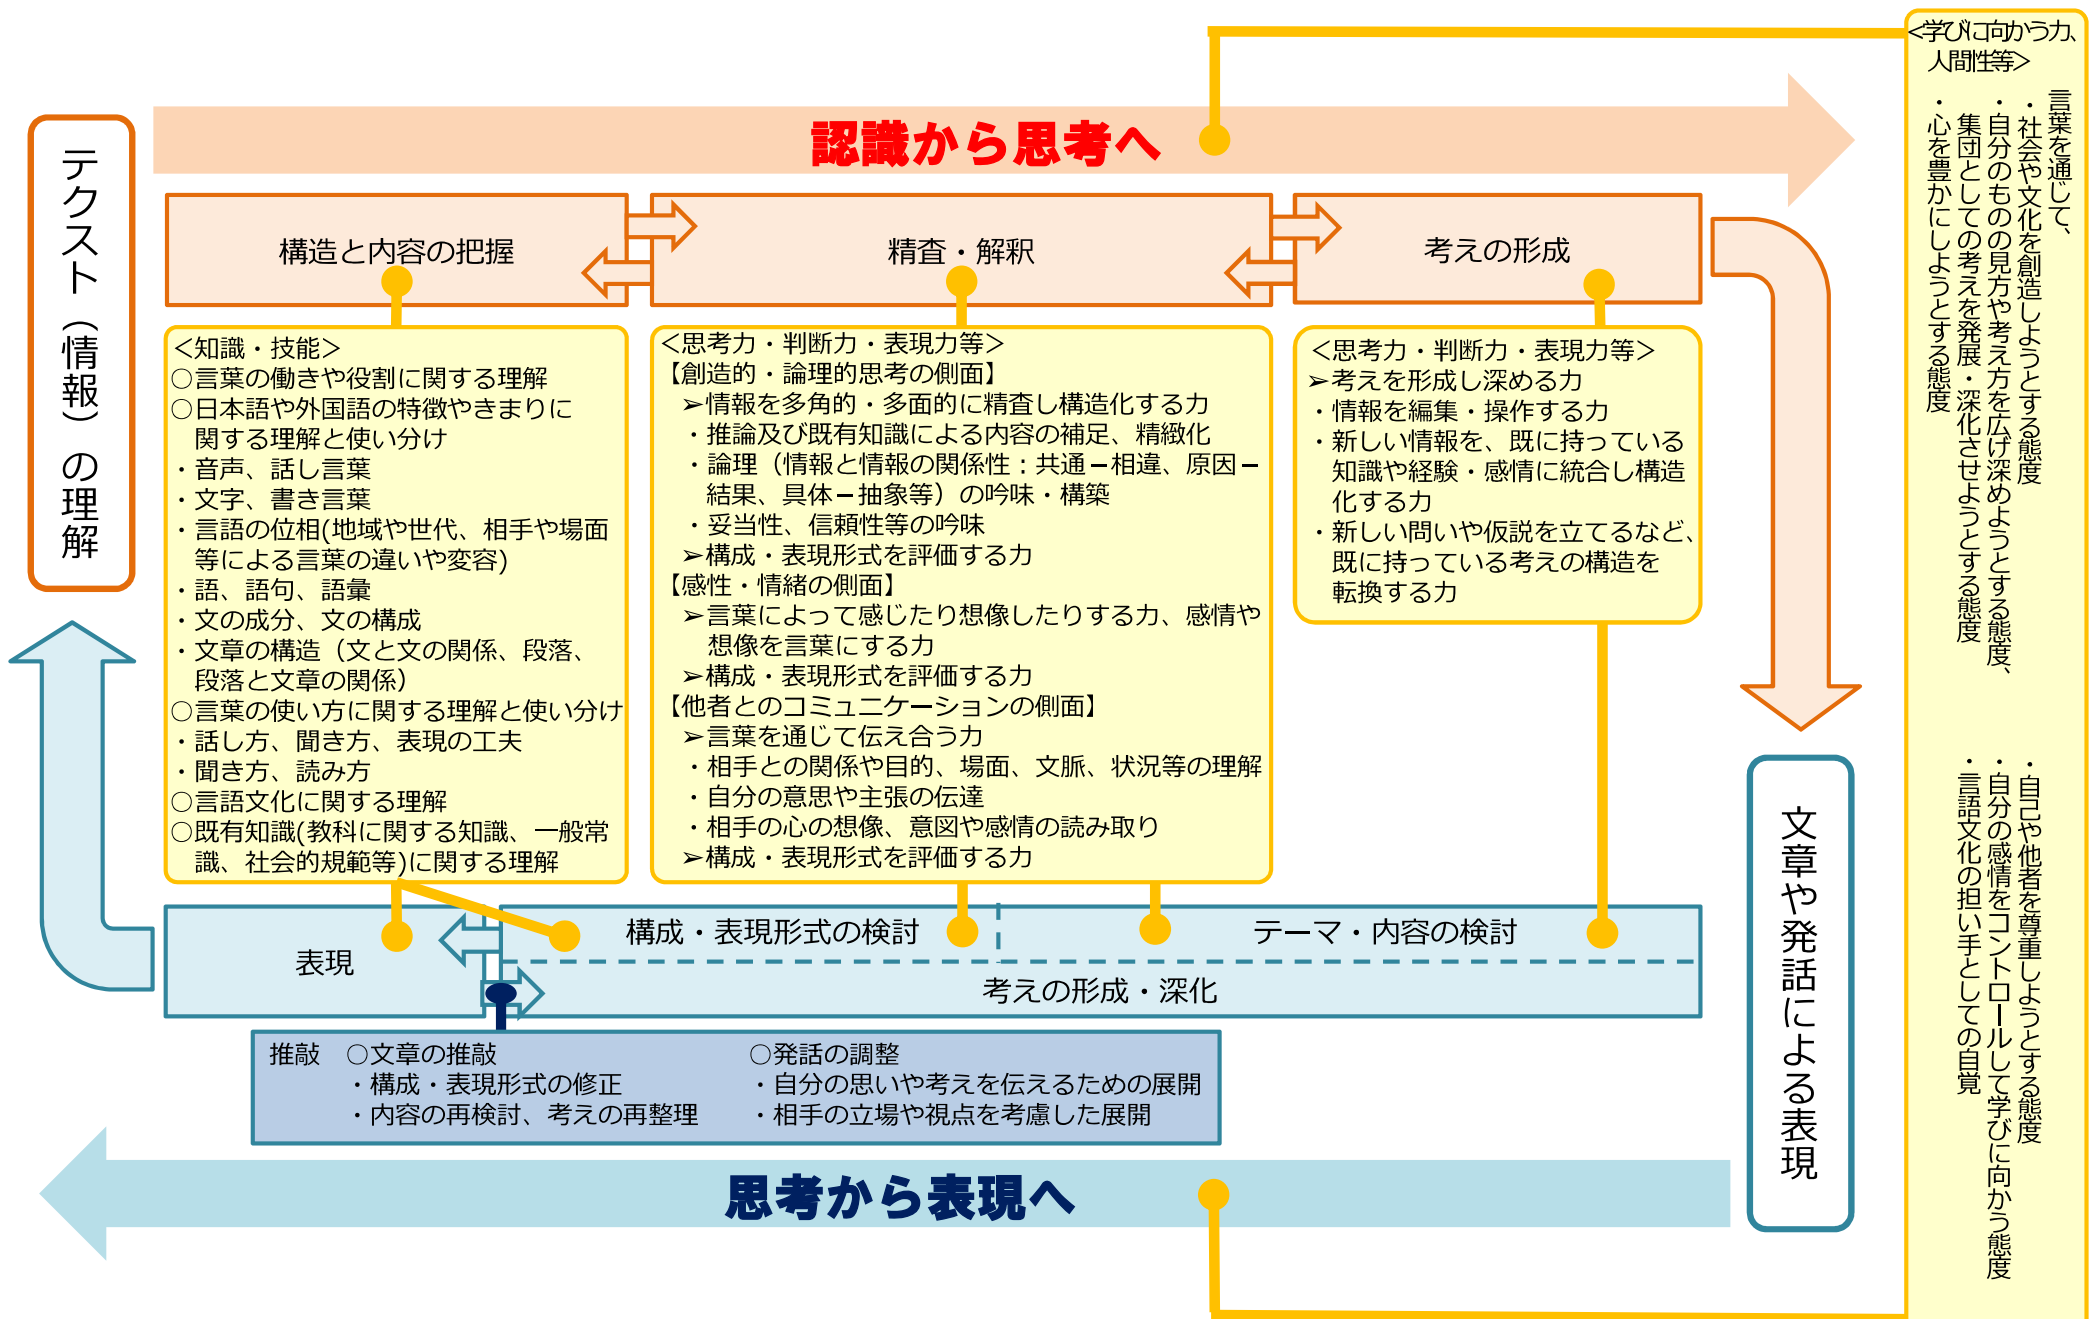 認識から思考へ
テクスト（情報）の理解
構造と内容の把握
精査・解釈
考えの形成
＜知識・技能＞
○言葉の働きや役割に関する理解
○日本語や外国語の特徴やきまりに
関する理解と使い分け
・音声、話し言葉
・文字、書き言葉
・言語の位相(地域や世代、相手や場面
等による言葉の違いや変容)
・語、語句、語彙
・文の成分、文の構成
・文章の構造（文と文の関係、段落、
段落と文章の関係）
○言葉の使い方に関する理解と使い分け
・話し方、聞き方、表現の工夫
・聞き方、読み方
○言語文化に関する理解
○既有知識(教科に関する知識、一般常
識、社会的規範等)に関する理解
＜思考力・判断力・表現力等＞
【創造的・論理的思考の側面】
➢情報を多角的・多面的に精査し構造化する力
・推論及び既有知識による内容の補足、精緻化
・論理（情報と情報の関係性：共通－相違、原因－
結果、具体－抽象等）の吟味・構築
・妥当性、信頼性等の吟味
➢構成・表現形式を評価する力
【感性・情緒の側面】
➢言葉によって感じたり想像したりする力、感情や
想像を言葉にする力
➢構成・表現形式を評価する力
【他者とのコミュニケーションの側面】
➢言葉を通じて伝え合う力
・相手との関係や目的、場面、文脈、状況等の理解
・自分の意思や主張の伝達
・相手の心の想像、意図や感情の読み取り
➢構成・表現形式を評価する力
＜思考力・判断力・表現力等＞
➢考えを形成し深める力
・情報を編集・操作する力
・新しい情報を、既に持っている
知識や経験・感情に統合し構造
化する力
・新しい問いや仮説を立てるなど、
既に持っている考えの構造を
転換する力
表現
構成・表現形式の検討
テーマ・内容の検討
考えの形成・深化
推敲　○文章の推敲
・構成・表現形式の修正
・内容の再検討、考えの再整理
○発話の調整
・自分の思いや考えを伝えるための展開
・相手の立場や視点を考慮した展開
思考から表現へ
文章や発話による表現
＜学びに向かう力、
人間性等＞
言葉を通じて、
・社会や文化を創造しようとする態度
・自分のものの見方や考え方を広げ深めようとする態度、
集団としての考えを発展・深化させようとする態度
・心を豊かにしようとする態度
・自己や他者を尊重しようとする態度
・自分の感情をコントロールして学びに向かう態度
・言語文化の担い手としての自覚